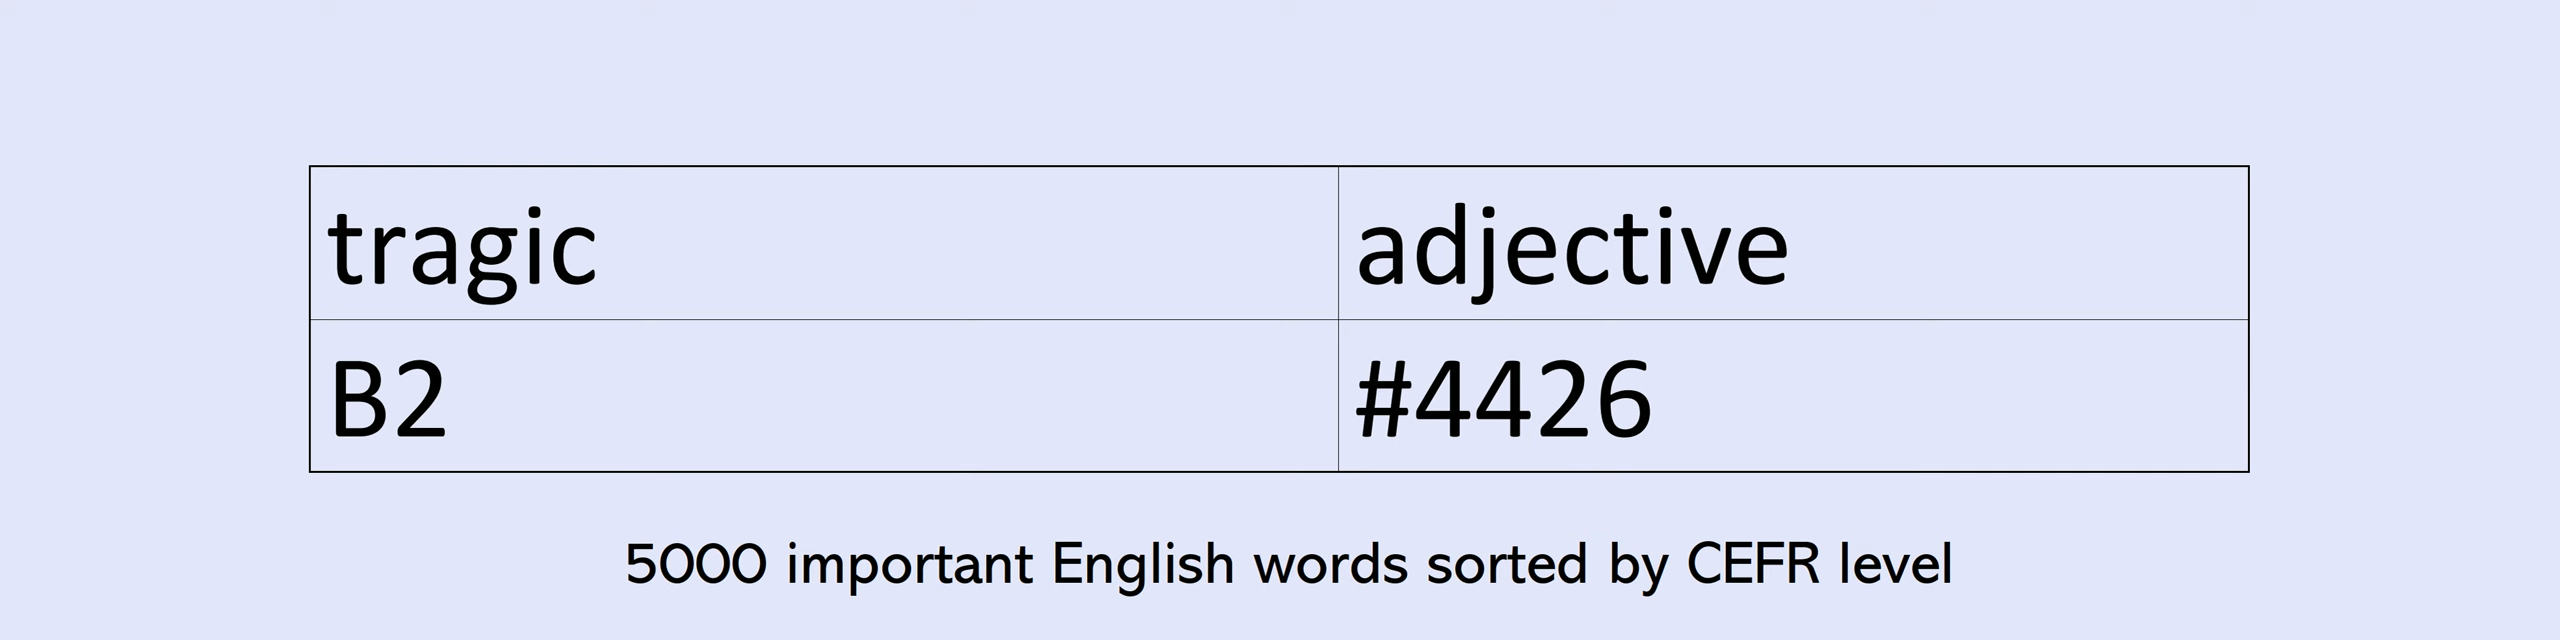 tragic adjective
B2 #4426
5000 important English words sorted by CEFR level